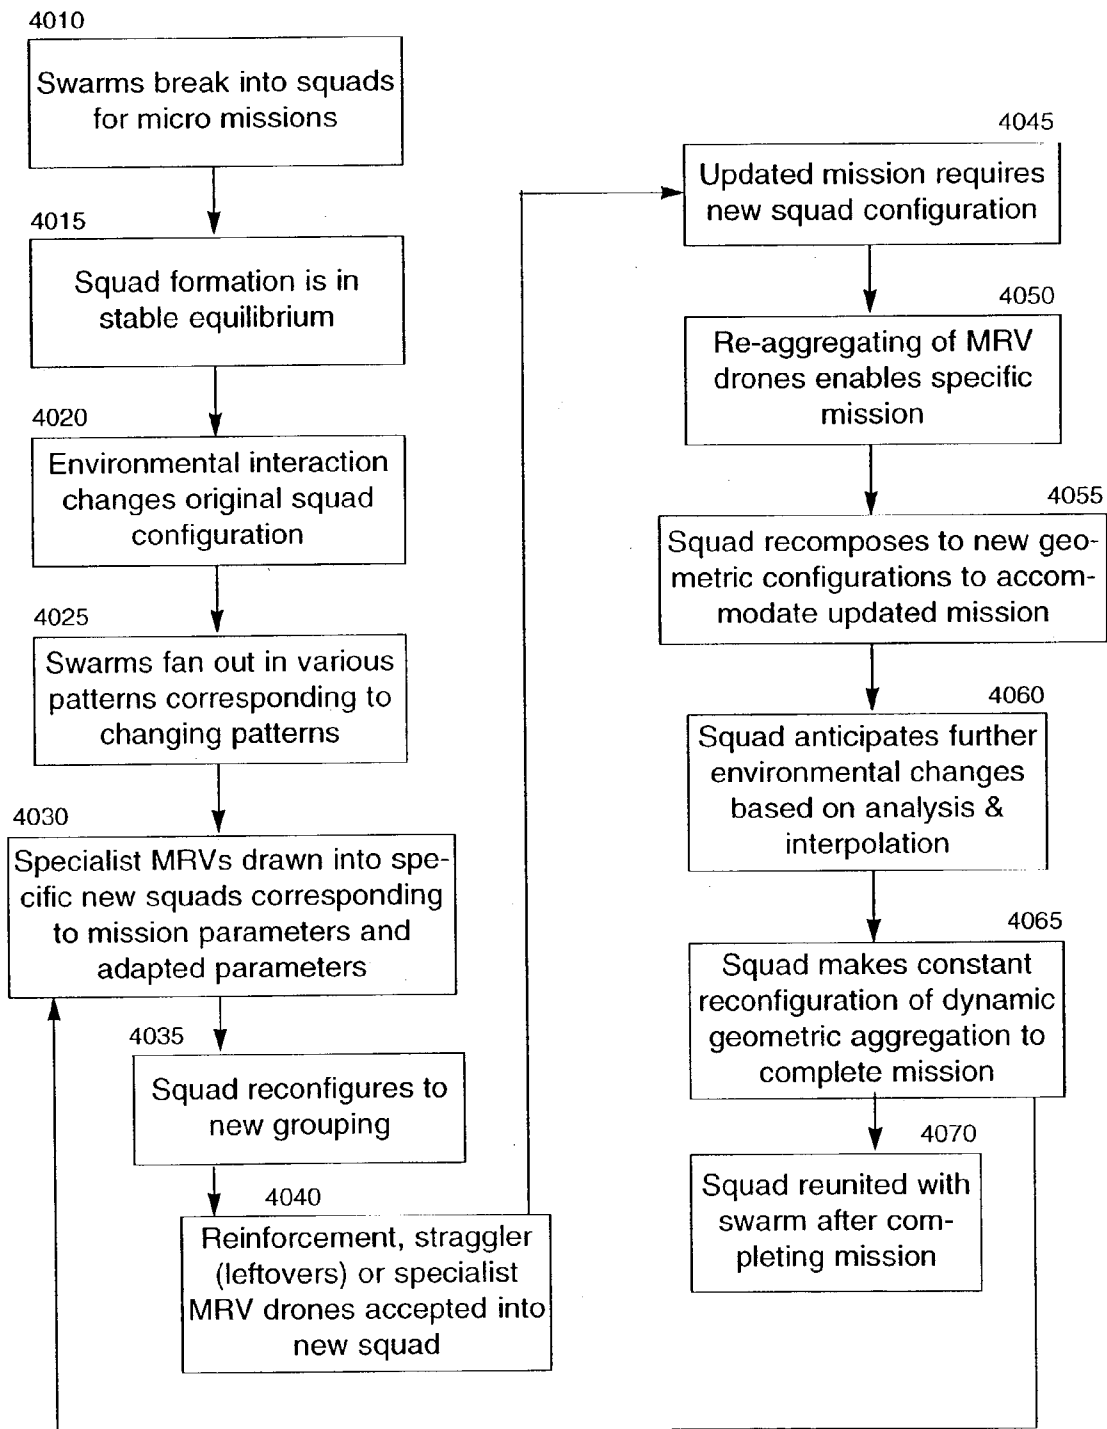 4010
Swarms break into squads
for micro missions
4015
Squad formation is in
stable equilibrium
4020
Environmental interaction
changes original squad
configuration
4025
Swarms fan out in various
patterns corresponding to
changing patterns
4030
Specialist MRVs drawn into spe-
cific new squads corresponding
to mission parameters and
adapted parameters
4035
Squad reconfigures to
new grouping
4040
Reinforcement, straggler
(leftovers) or specialist
MRV drones accepted into
new squad
4045
Updated mission requires
new squad configuration
4050
Re-aggregating of MRV
drones enables specific
mission
4055
Squad recomposes to new geo-
metric configurations to accom-
modate updated mission
4060
Squad anticipates further
environmental changes
based on analysis &
interpolation
4065
Squad makes constant
reconfiguration of dynamic
geometric aggregation to
complete mission
4070
Squad reunited with
swarm after com-
pleting mission